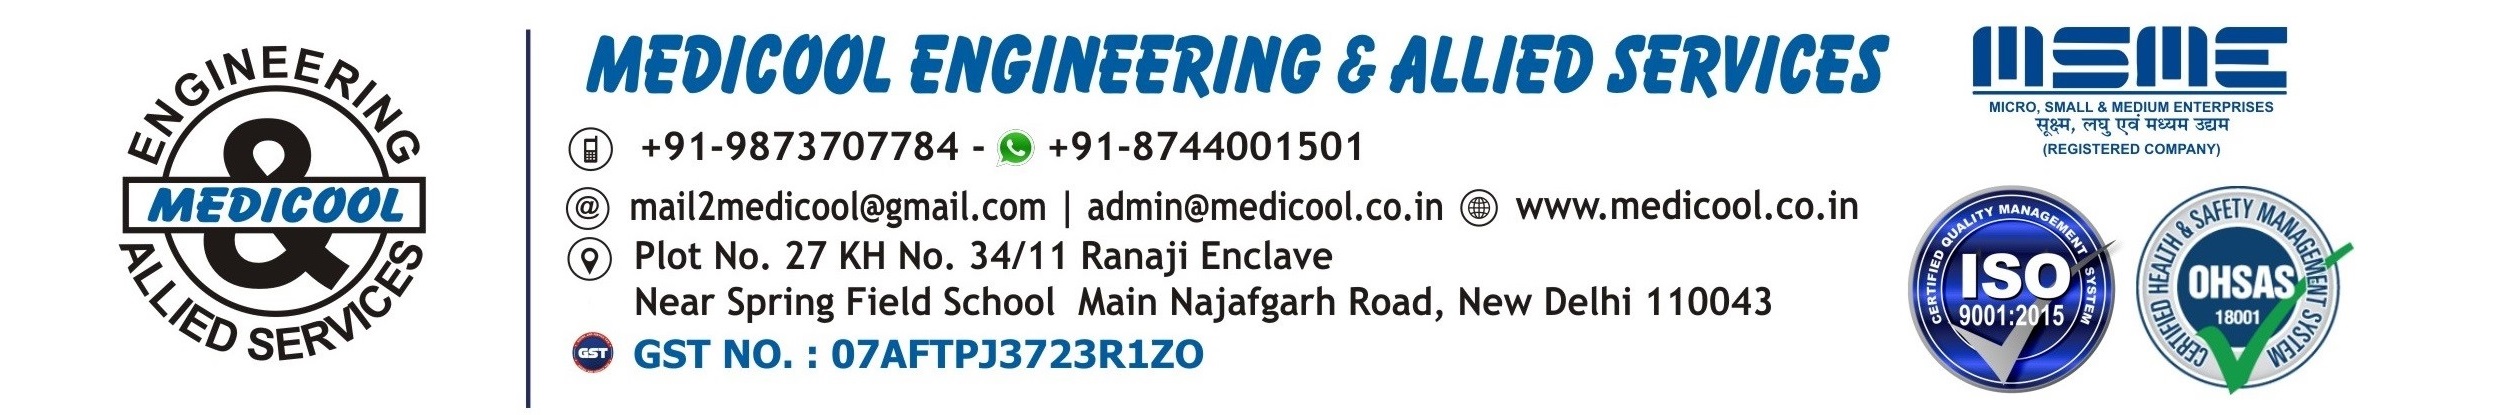 ENGINEERING
&
MEDICOOL
ALLIED SERVICES
MEDICOOL ENGINEERING & ALLIED SERVICES
+91-9873707784 - +91-8744001501
@ mail2medicool@gmail.com | admin@medicool.co.in www.medicool.co.in
Plot No. 27 KH No. 34/11 Ranaji Enclave
Near Spring Field School Main Najafgarh Road, New Delhi 110043
GST GST NO. : 07AFTPJ3723R1ZO
MSME
MICRO, SMALL & MEDIUM ENTERPRISES
सूक्ष्म, लघु एवं मध्यम उद्यम
(REGISTERED COMPANY)
CERTIFIED QUALITY MANAGEMENT SYSTEM
ISO
9001:2015
CERTIFIED HEALTH & SAFETY MANAGEMENT SYSTEM
OHSAS
18001